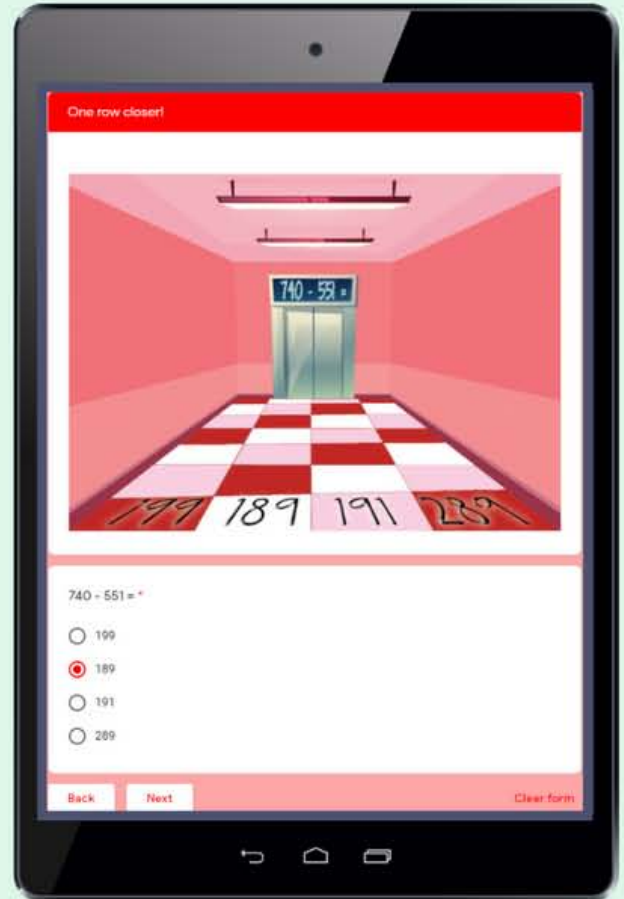 One row closer!
740 - 551 =
199 189 191 289
740 - 551 = *
199
189
191
289
Back Next Clear form